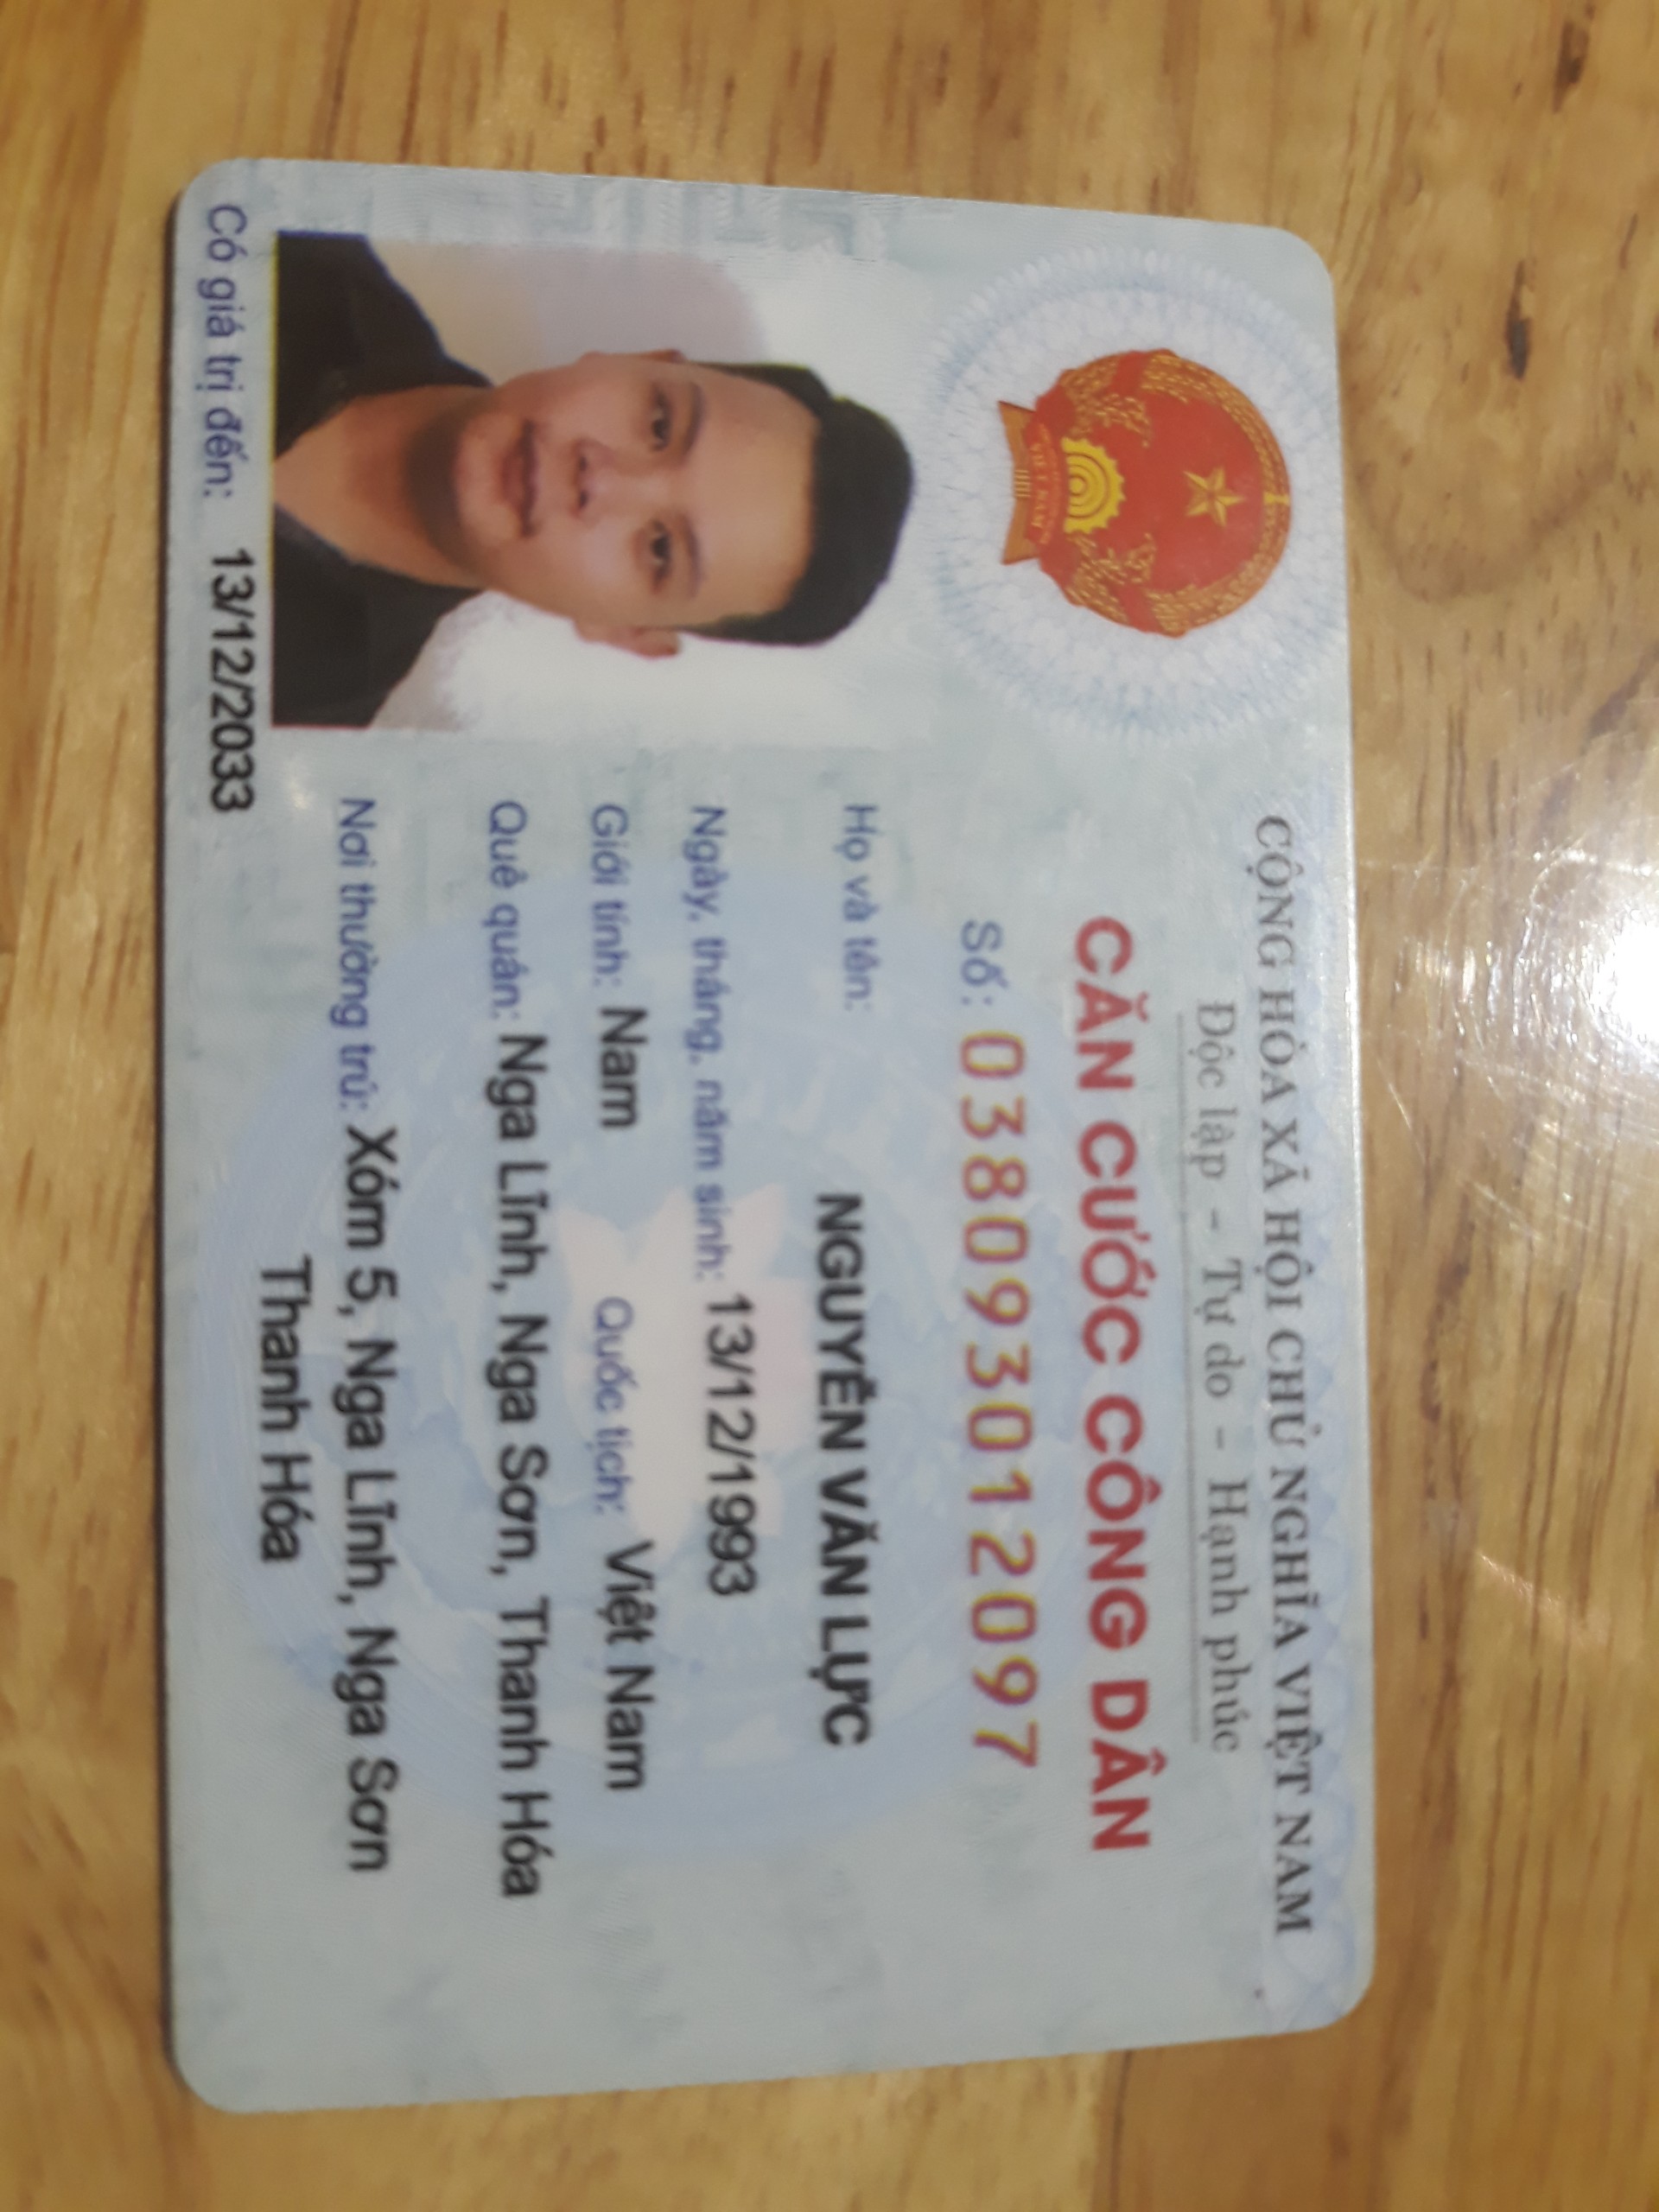 CỘNG HÒA XÃ HỘI CHỦ NGHĨA VIỆT NAM
Độc lập - Tự do - Hạnh phúc
CĂN CƯỚC CÔNG DÂN
Số: 038093012097
Họ và tên:
NGUYỄN VĂN LỰC
Ngày, tháng, năm sinh: 13/12/1993
Giới tính: Nam Quốc tịch: Việt Nam
Quê quán: Nga Lĩnh, Nga Sơn, Thanh Hóa
Nơi thường trú: Xóm 5, Nga Lĩnh, Nga Sơn
Thanh Hóa
VIỆT NAM
Có giá trị đến: 13/12/2033